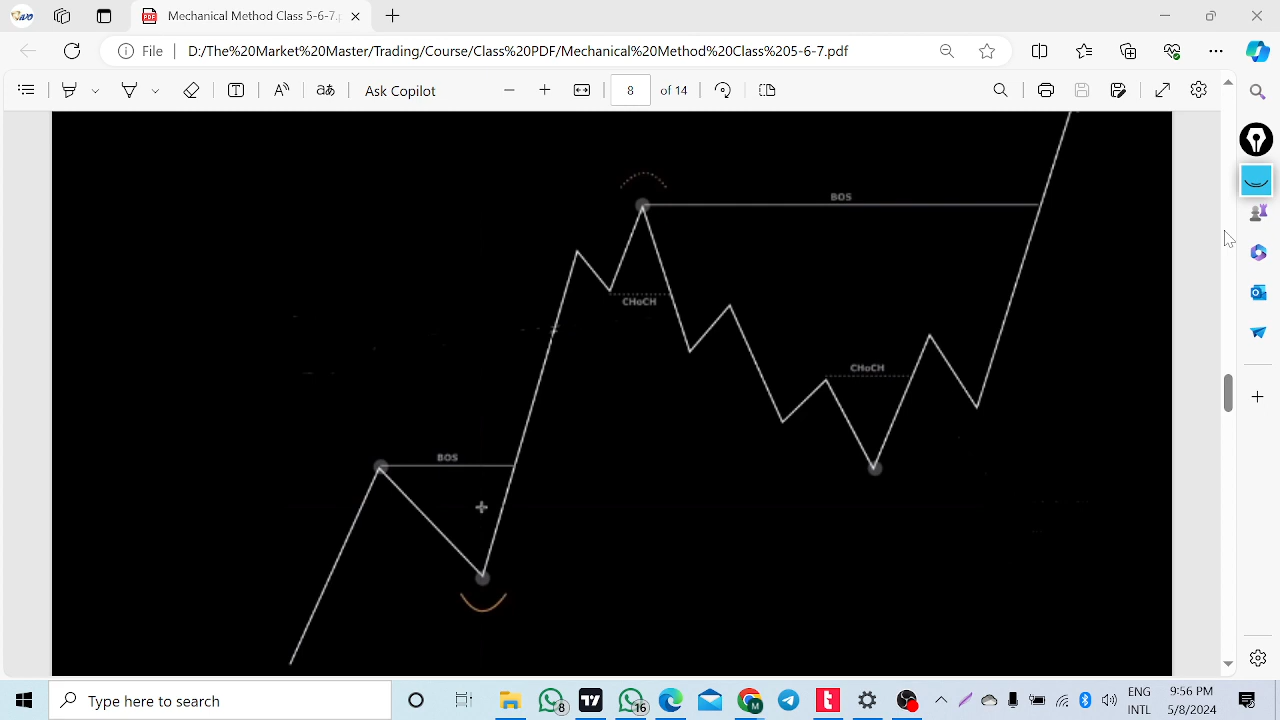 Mechanical Method Class 5-6-7.p
File
D:/The%20Market%20Master/Trading/Course/Class%20PDF/Mechanical%20Method%20Class%205-6-7.pdf
Ask Copilot
8
of 14
BOS
CHoCH
CHoCH
BOS
Type here to search
8
16
ENG
INTL
9:56 PM
5/8/2024